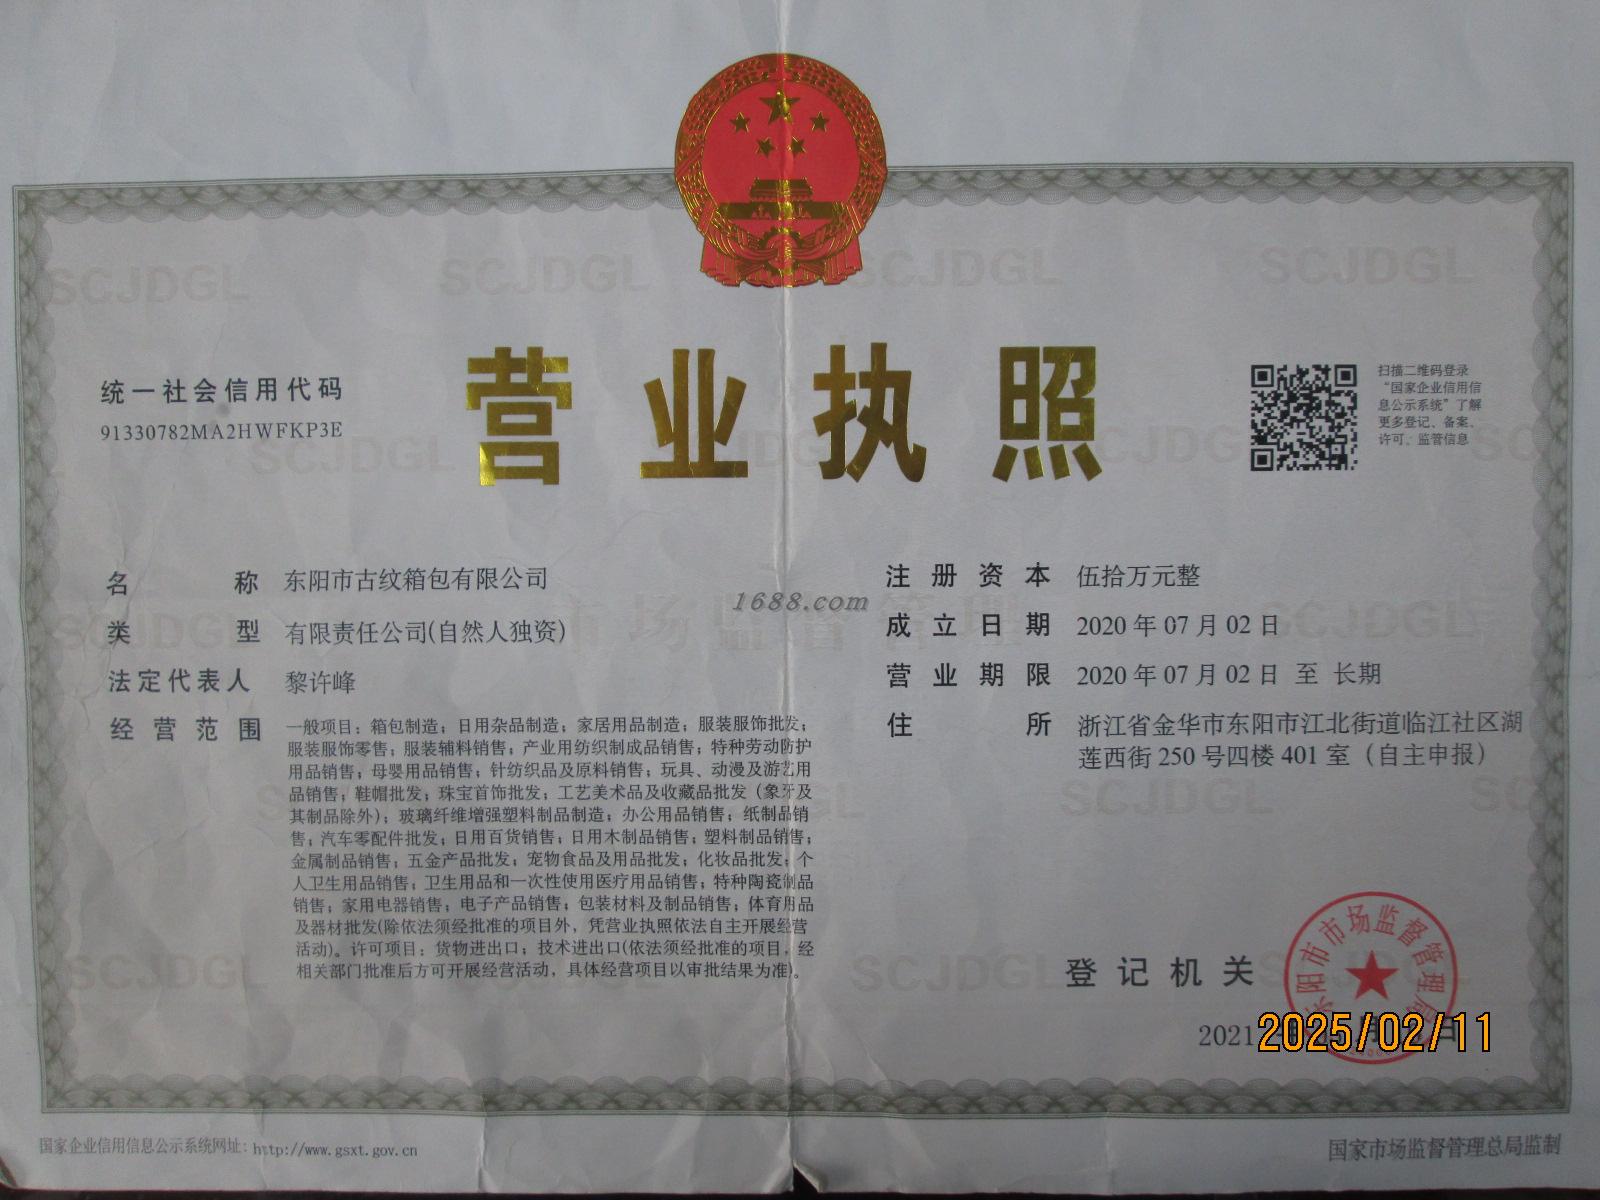 营业执照
统一社会信用代码
91330782MA2HWFKP3E
扫描二维码登录
“国家企业信用信
息公示系统”了解
更多登记、备案、
许可、监管信息
名称 东阳市古纹箱包有限公司
类型 有限责任公司(自然人独资)
法定代表人 黎许峰
经营范围 一般项目：箱包制造；日用杂品制造；家居用品制造；服装服饰批发；
服装服饰零售；服装辅料销售；产业用纺织制成品销售；特种劳动防护
用品销售；母婴用品销售；针纺织品及原料销售；玩具、动漫及游艺用
品销售；鞋帽批发；珠宝首饰批发；工艺美术品及收藏品批发（象牙及
其制品除外）；玻璃纤维增强塑料制品制造；办公用品销售；纸制品销
售；汽车零配件批发；日用百货销售；日用木制品销售；塑料制品销售；
金属制品销售；五金产品批发；宠物食品及用品批发；化妆品批发；个
人卫生用品销售；卫生用品和一次性使用医疗用品销售；特种陶瓷制品
销售；家用电器销售；电子产品销售；包装材料及制品销售；体育用品
及器材批发(除依法须经批准的项目外，凭营业执照依法自主开展经营
活动)。许可项目：货物进出口；技术进出口(依法须经批准的项目，经
相关部门批准后方可开展经营活动，具体经营项目以审批结果为准)。
注册资本 伍拾万元整
成立日期 2020年07月02日
营业期限 2020年07月02日 至 长期
住所 浙江省金华市东阳市江北街道临江社区湖
莲西街250号四楼401室（自主申报）
1688.com
登记机关
东阳市市场监督管理局
2021
2025/02/11
国家企业信用信息公示系统网址：http://www.gsxt.gov.cn
国家市场监督管理总局监制
SCJDGL
市场监督管理